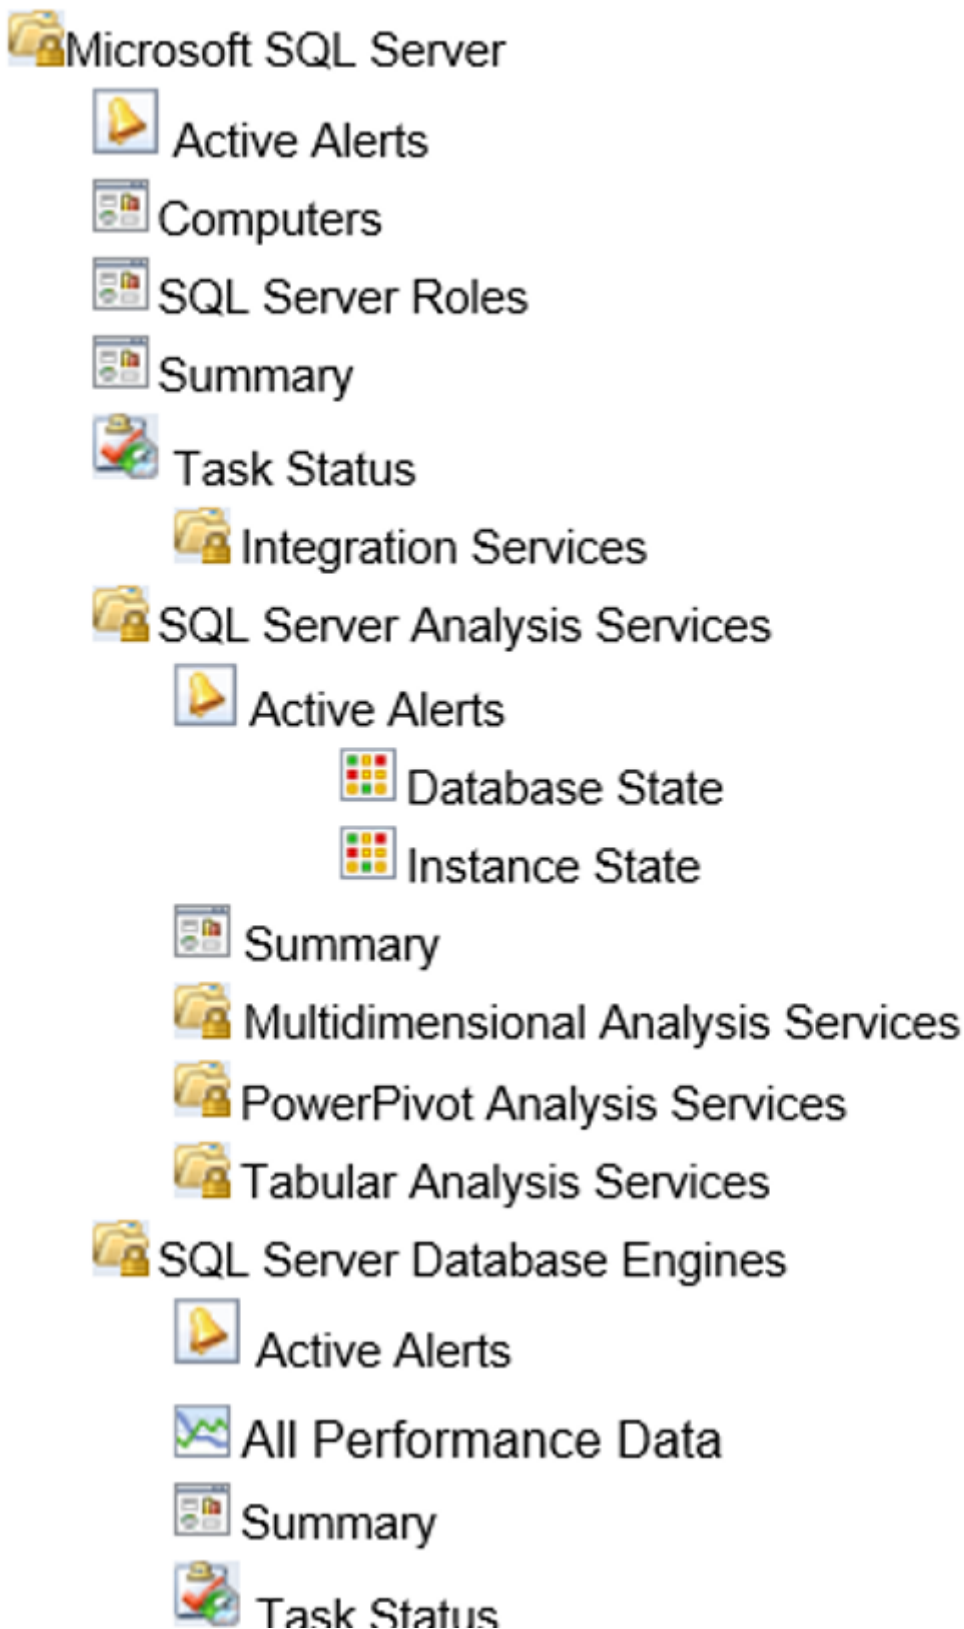 Microsoft SQL Server
Active Alerts
Computers
SQL Server Roles
Summary
Task Status
Integration Services
SQL Server Analysis Services
Active Alerts
Database State
Instance State
Summary
Multidimensional Analysis Services
PowerPivot Analysis Services
Tabular Analysis Services
SQL Server Database Engines
Active Alerts
All Performance Data
Summary
Task Status